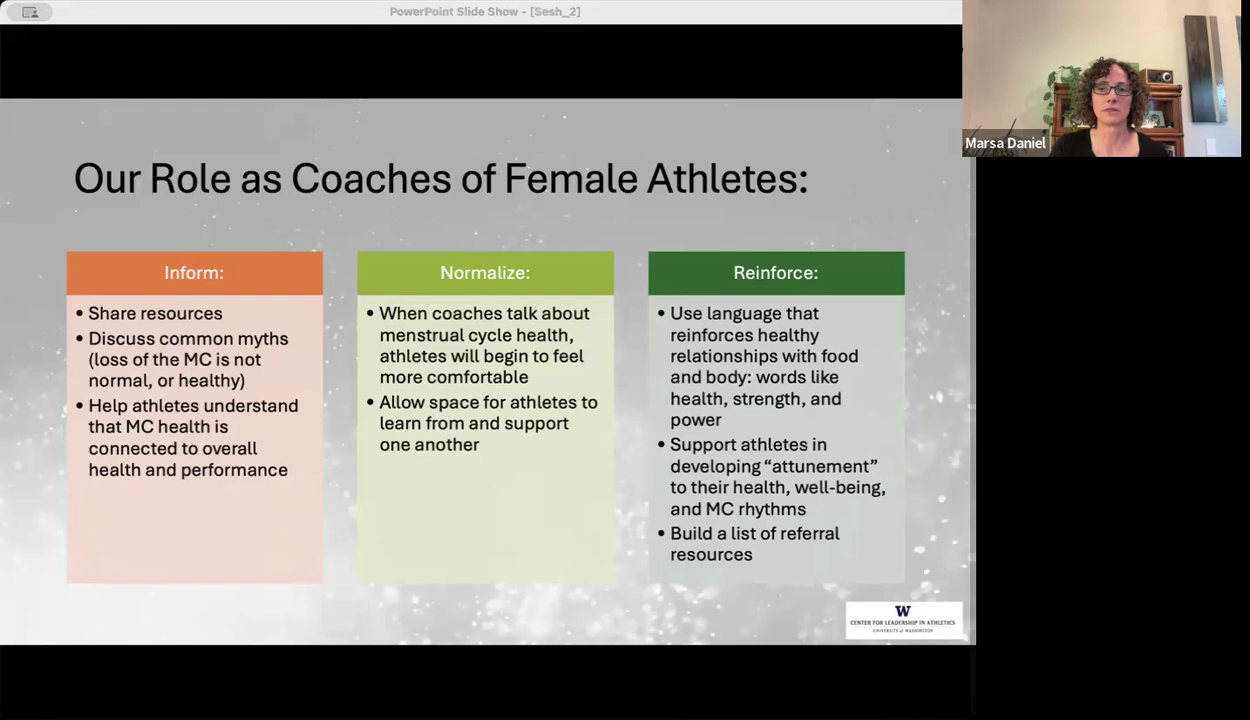 PowerPoint Slide Show - [Sesh_2]
Marsa Daniel
Our Role as Coaches of Female Athletes:
Inform:
• Share resources
• Discuss common myths
(loss of the MC is not
normal, or healthy)
• Help athletes understand
that MC health is
connected to overall
health and performance
Normalize:
• When coaches talk about
menstrual cycle health,
athletes will begin to feel
more comfortable
• Allow space for athletes to
learn from and support
one another
Reinforce:
• Use language that
reinforces healthy
relationships with food
and body: words like
health, strength, and
power
• Support athletes in
developing “attunement”
to their health, well-being,
and MC rhythms
• Build a list of referral
resources
W
CENTER FOR LEADERSHIP IN ATHLETICS
UNIVERSITY of WASHINGTON